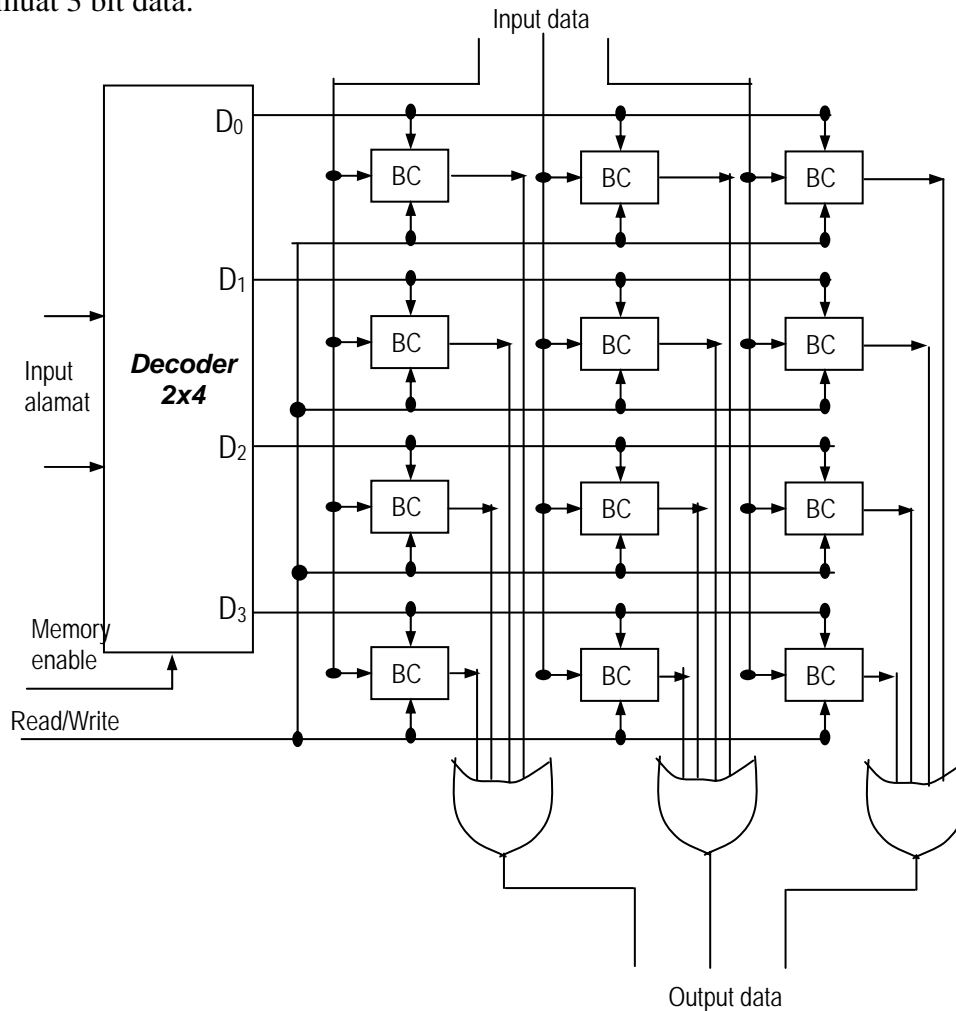 muat 3 bit data.
Input data
D0
BC BC BC
D1
BC BC BC
Input
alamat
Decoder
2x4
D2
BC BC BC
D3
Memory
enable
BC BC BC
Read/Write
Output data